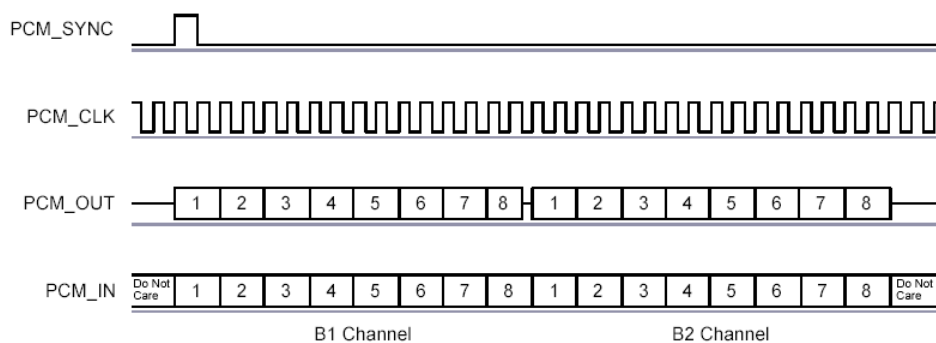 PCM_SYNC
PCM_CLK
PCM_OUT 1 2 3 4 5 6 7 8 1 2 3 4 5 6 7 8
PCM_IN Do Not Care 1 2 3 4 5 6 7 8 1 2 3 4 5 6 7 8 Do Not Care
B1 Channel B2 Channel